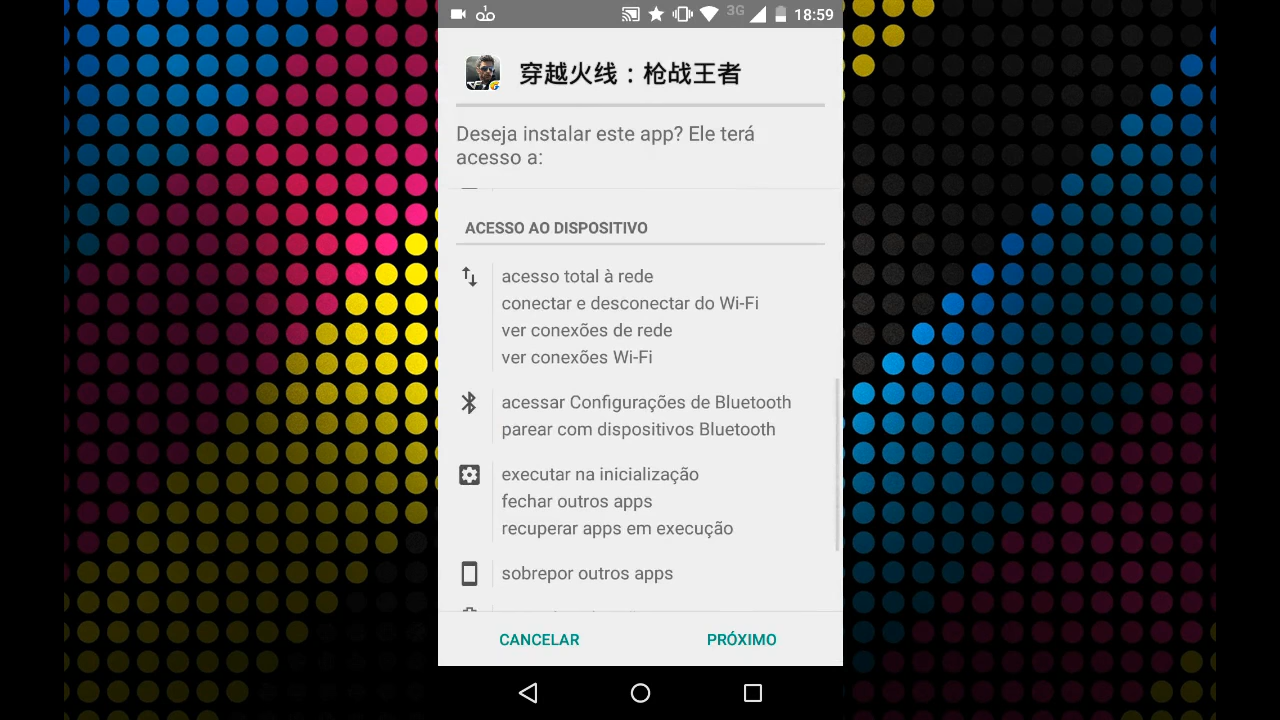 1
3G
18:59
穿越火线：枪战王者
Deseja instalar este app? Ele terá
acesso a:
ACESSO AO DISPOSITIVO
acesso total à rede
conectar e desconectar do Wi-Fi
ver conexões de rede
ver conexões Wi-Fi
acessar Configurações de Bluetooth
parear com dispositivos Bluetooth
executar na inicialização
fechar outros apps
recuperar apps em execução
sobrepor outros apps
CANCELAR
PRÓXIMO